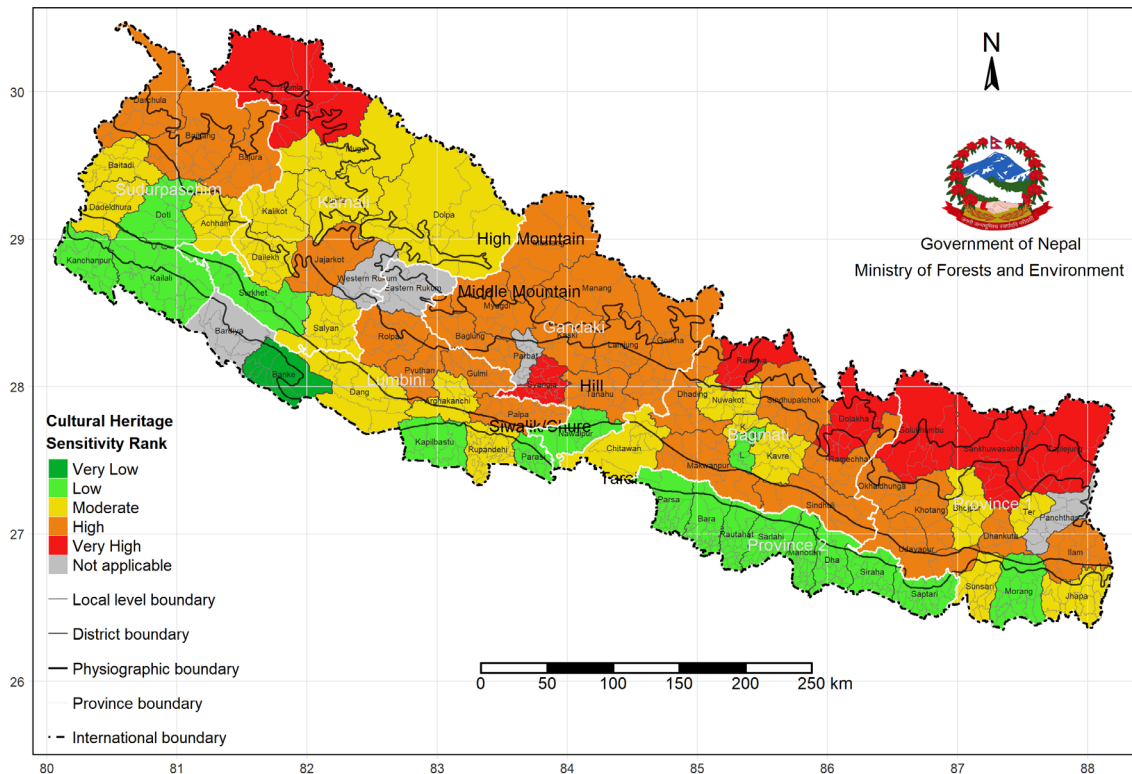 N
Government of Nepal
Ministry of Forests and Environment
30
29
28
27
26
80
81
82
83
84
85
86
87
88
Darchula
Bajhang
Bajura
Humla
Mugu
Baitadi
Sudurpaschim
Dadeldhura
Doti
Achham
Kalikot
Karnali
Dolpa
High Mountain
Kanchanpur
Kailali
Dailekh
Jajarkot
Western Rukum
Eastern Rukum
Middle Mountain
Manang
Myagdi
Surkhet
Salyan
Bardiya
Rolpa
Baglung
Gandaki
Kaski
Lamjung
Gorkha
Parbat
Banke
Pyuthan
Gulmi
Syangja
Hill
Tanahu
Lumbini
Dang
Arghakanchi
Palpa
Siwalik/Chure
Nawalpur
Kapilbastu
Rupandehi
Parasi
Chitawan
Tarai
Rasuwa
Dhading
Nuwakot
Sindhupalchok
Dolakha
K
Bagmati
L
Kavre
Ramechhap
Makwanpur
Sindhuli
Solukhumbu
Sankhuwasabha
Taplejung
Okhaldhunga
Khotang
Bhojpur
Province 1
Ter
Panchthar
Dhankuta
Udayapur
Ilam
Parsa
Bara
Rautahat
Sarlahi
Province 2
Dha
Siraha
Saptari
Sunsari
Morang
Jhapa
Cultural Heritage
Sensitivity Rank
Very Low
Low
Moderate
High
Very High
Not applicable
Local level boundary
District boundary
Physiographic boundary
Province boundary
International boundary
0 50 100 150 200 250 km